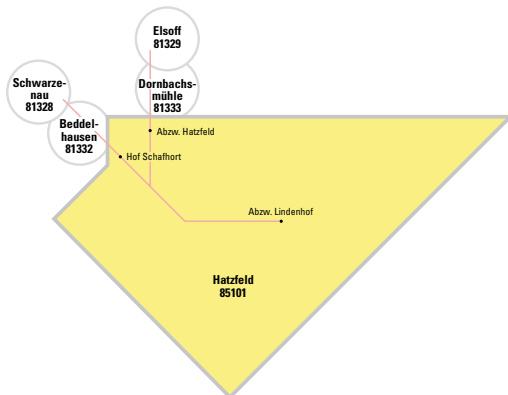 Elsoff
81329
Schwarze-
nau
81328
Dornbachs-
mühle
81333
Beddel-
hausen
81332
Abzw. Hatzfeld
Hof Schafhort
Abzw. Lindenhof
Hatzfeld
85101